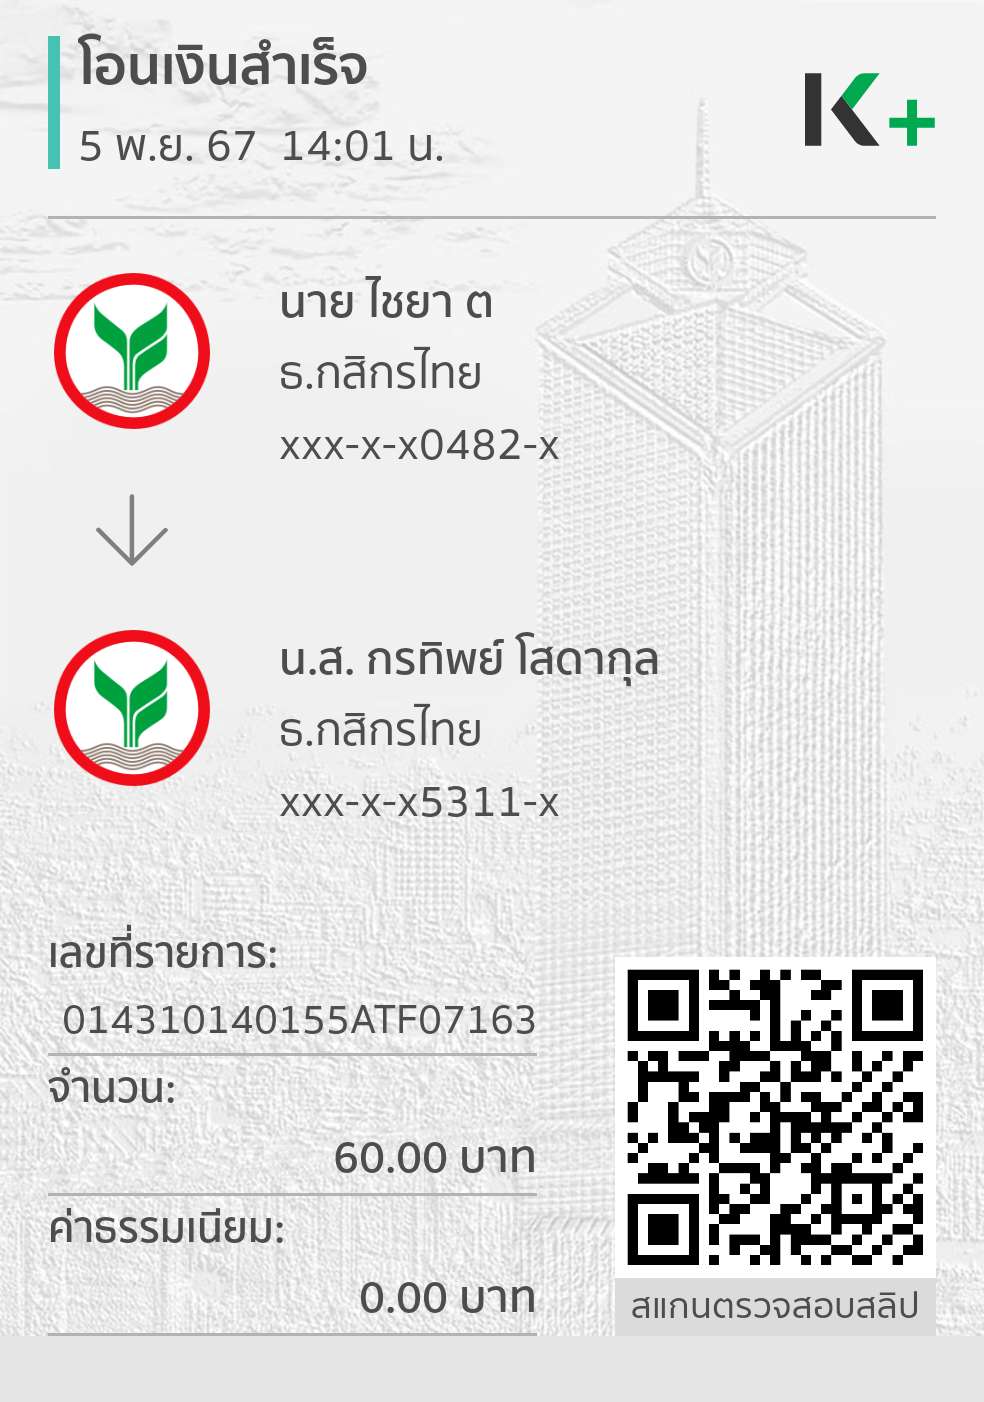 โอนเงินสำเร็จ
5 พ.ย. 67  14:01 น.
K+
นาย ไชยา ต
ธ.กสิกรไทย
xxx-x-x0482-x
น.ส. กรทิพย์ โสดากุล
ธ.กสิกรไทย
xxx-x-x5311-x
เลขที่รายการ:
014310140155ATF07163
จำนวน:
60.00 บาท
ค่าธรรมเนียม:
0.00 บาท
สแกนตรวจสอบสลิป